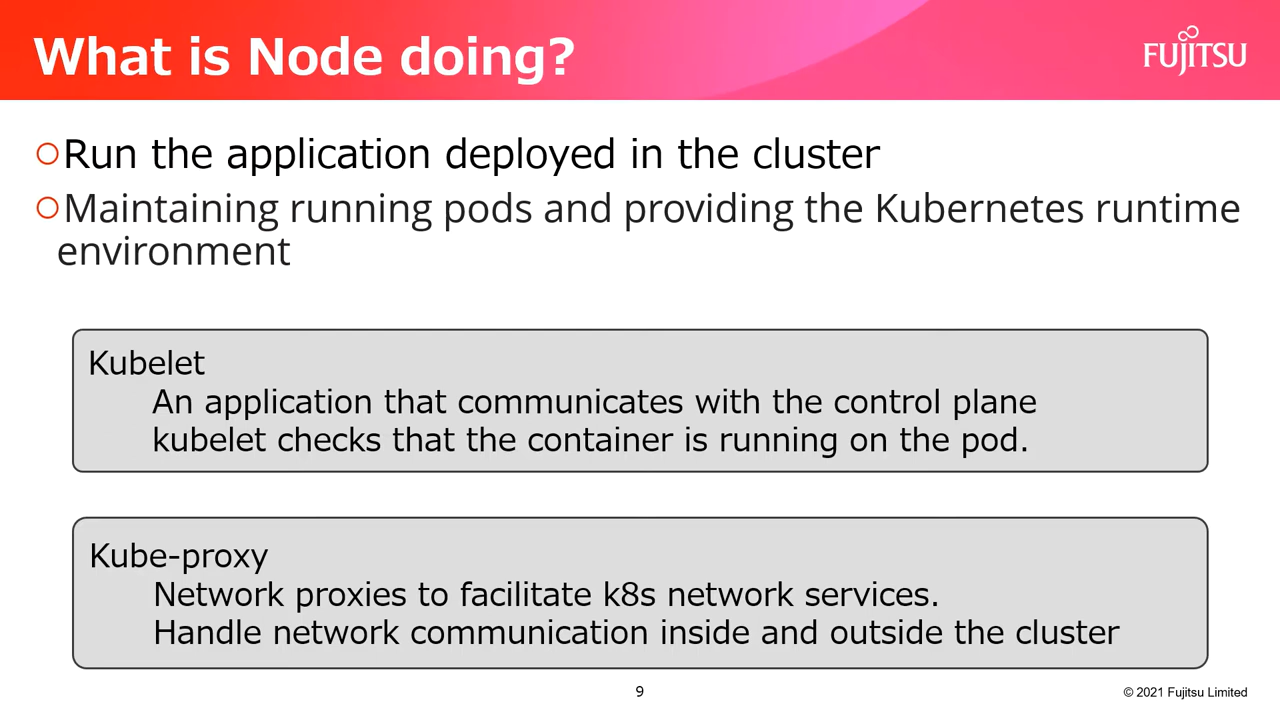 What is Node doing?
FUJITSU
Run the application deployed in the cluster
Maintaining running pods and providing the Kubernetes runtime
environment
Kubelet
An application that communicates with the control plane
kubelet checks that the container is running on the pod.
Kube-proxy
Network proxies to facilitate k8s network services.
Handle network communication inside and outside the cluster
9
© 2021 Fujitsu Limited